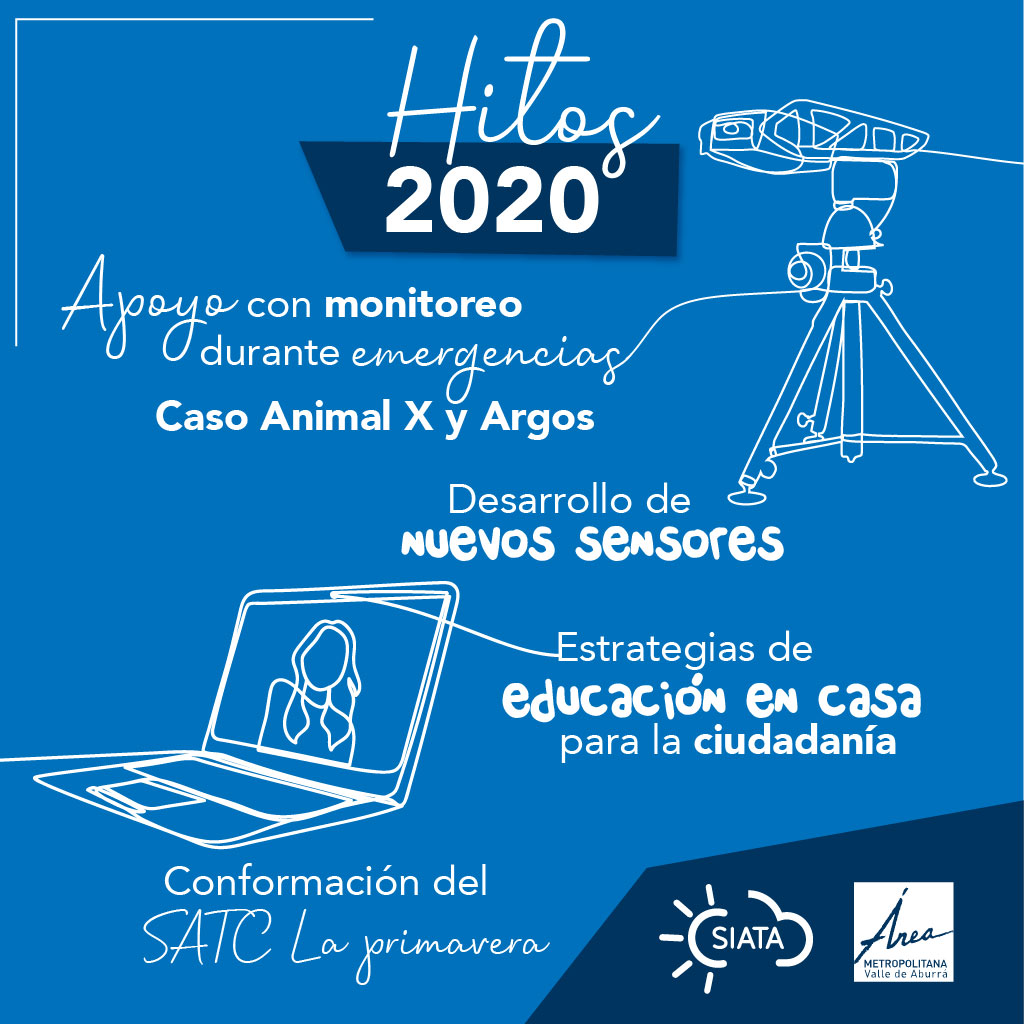 Hitos
2020
Apoyo con monitoreo
durante emergencias
Caso Animal X y Argos
Desarrollo de
nuevos sensores
Estrategias de
educación en casa
para la ciudadanía
Conformación del
SATC La primavera
SIATA
Área
METROPOLITANA
Valle de Aburrá